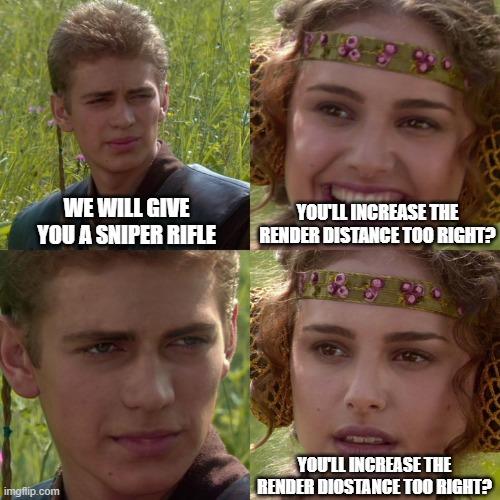 WE WILL GIVE
YOU A SNIPER RIFLE
YOU'LL INCREASE THE
RENDER DISTANCE TOO RIGHT?
YOU'LL INCREASE THE
RENDER DIOSTANCE TOO RIGHT?
imgflip.com